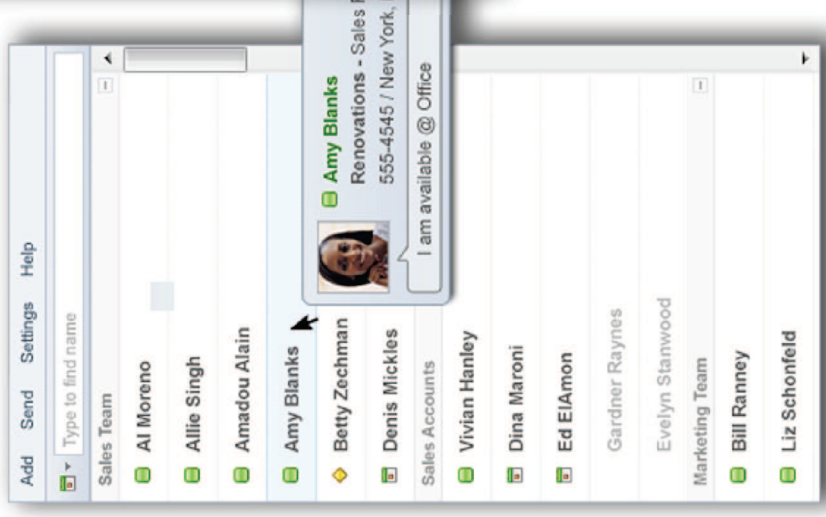 Add Send Settings Help
Type to find name
Sales Team
Al Moreno
Allie Singh
Amadou Alain
Amy Blanks
Betty Zechman
Denis Mickles
Sales Accounts
Vivian Hanley
Dina Maroni
Ed ElAmon
Gardner Raynes
Evelyn Stanwood
Marketing Team
Bill Ranney
Liz Schonfeld
Amy Blanks
Renovations - Sales
555-4545 / New York,
I am available @ Office